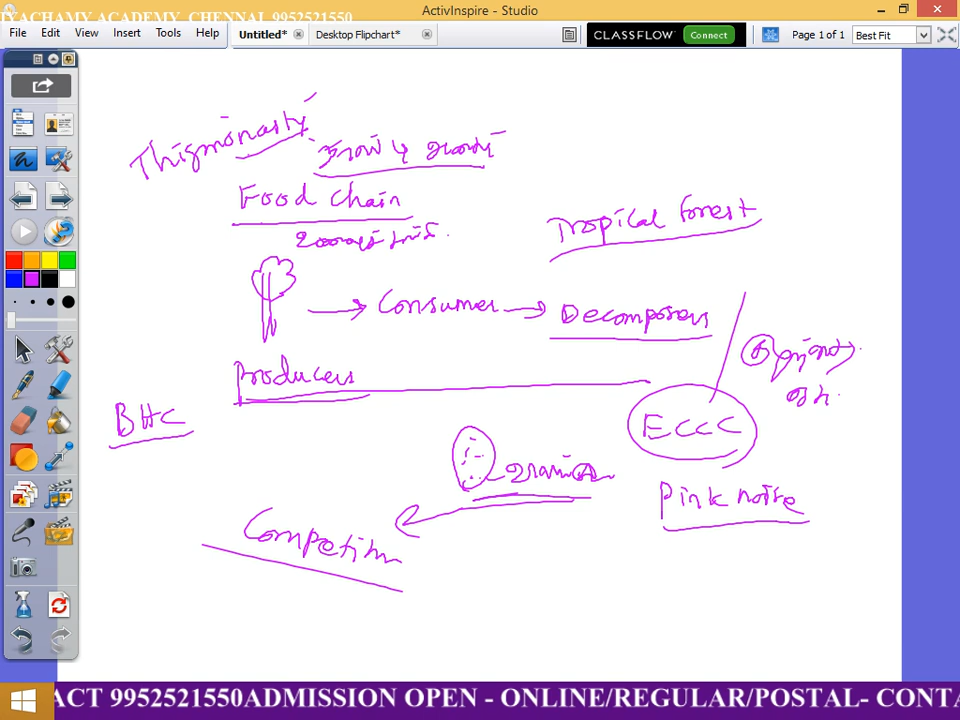 IYACHAMY ACADEMY, CHENNAI 9952521550
ActivInspire - Studio
File Edit View Insert Tools Help
Untitled* Desktop Flipchart*
CLASSFLOW Connect
Page 1 of 1 Best Fit
Thigmonasty
Food Chain
Tropical forest
Consumer Decomposers
Producers
BHC
ECCC
Pink noise
Competition
ACT 9952521550ADMISSION OPEN - ONLINE/REGULAR/POSTAL- CONTA